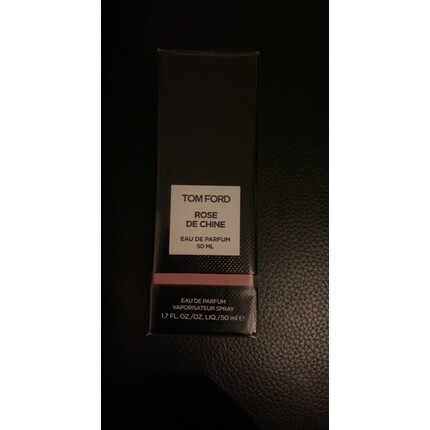 TOM FORD
ROSE
DE CHINE
EAU DE PARFUM
50 ML
EAU DE PARFUM
VAPORISATEUR SPRAY
1.7 FL. OZ./OZ. LIQ./50 ml ℮